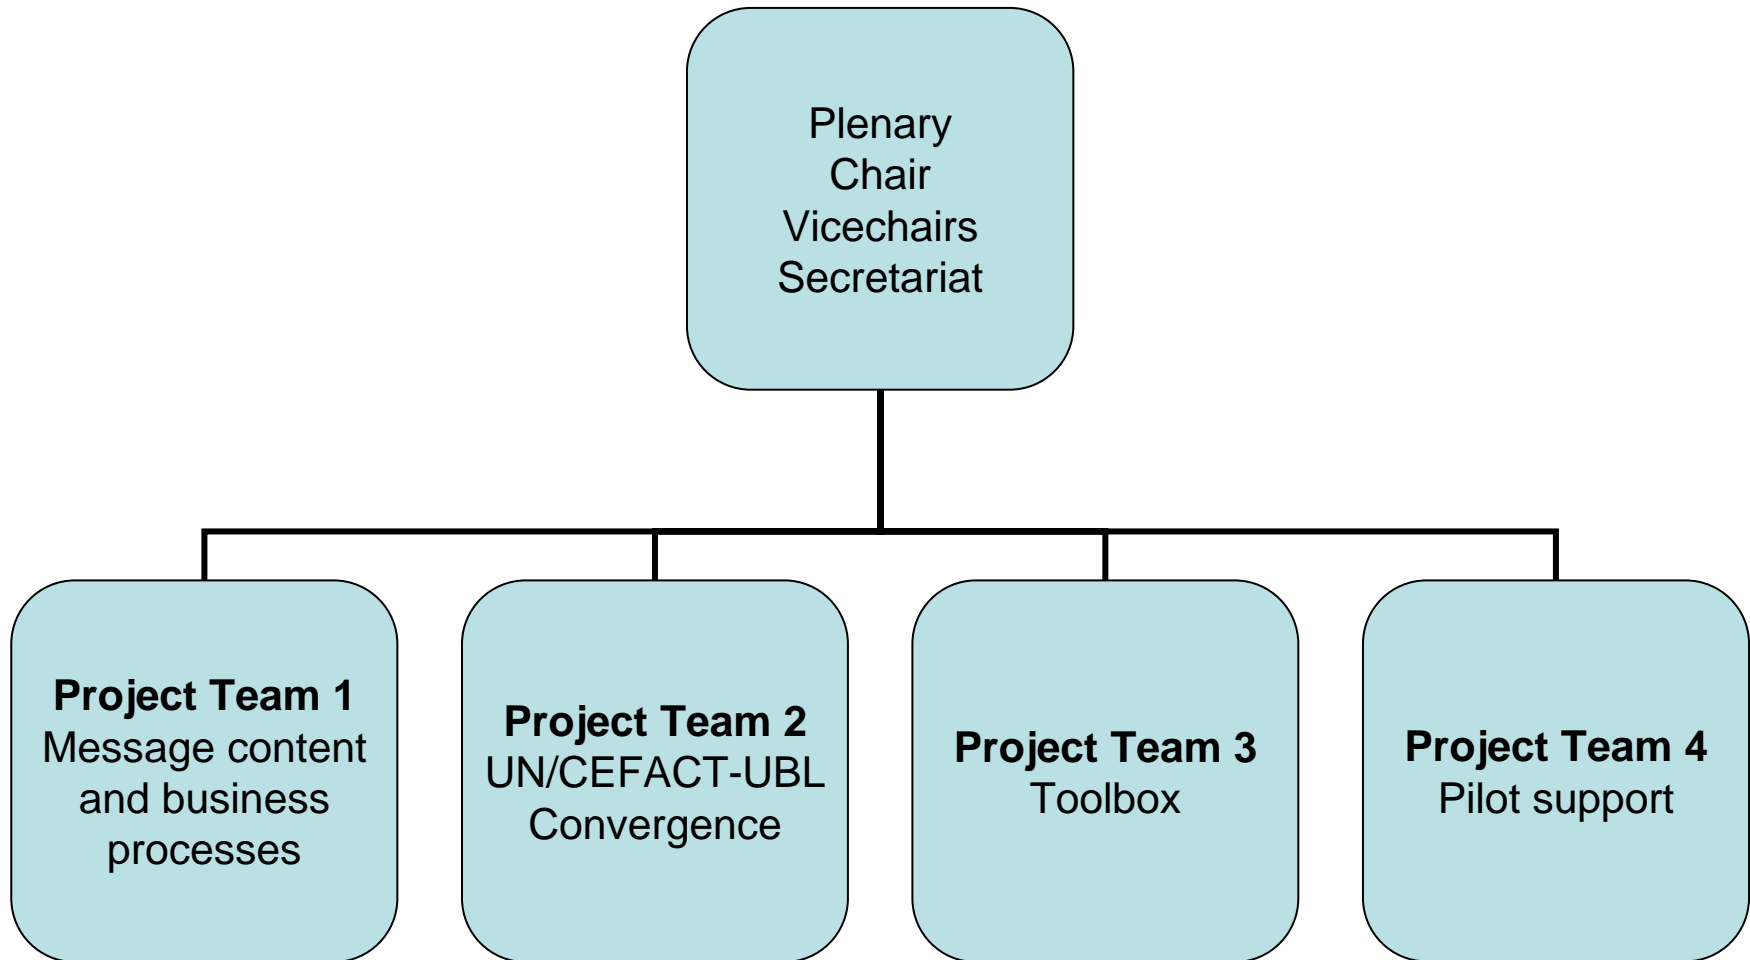 Plenary
Chair
Vicechairs
Secretariat
Project Team 1
Message content
and business
processes
Project Team 2
UN/CEFACT-UBL
Convergence
Project Team 3
Toolbox
Project Team 4
Pilot support